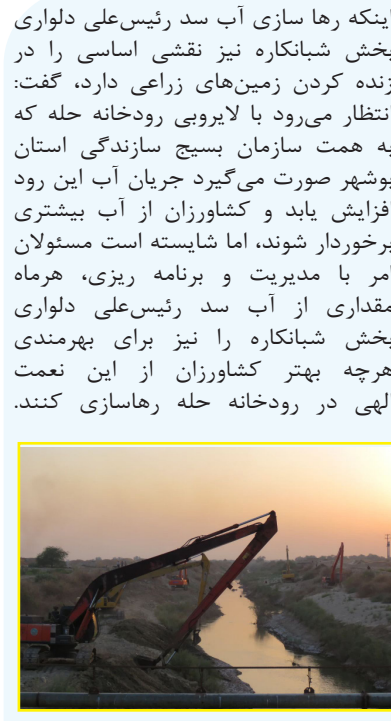 اینکه رها سازی آب سد رئیس‌علی دلواری
بخش شبانکاره نیز نقشی اساسی را در
زنده کردن زمین‌های زراعی دارد، گفت:
انتظار می‌رود با لایروبی رودخانه حله که
به همت سازمان بسیج سازندگی استان
بوشهر صورت می‌گیرد جریان آب این رود
افزایش یابد و کشاورزان از آب بیشتری
برخوردار شوند، اما شایسته است مسئولان
امر با مدیریت و برنامه ریزی، هرماه
مقداری از آب سد رئیس‌علی دلواری
بخش شبانکاره را نیز برای بهرمندی
هرچه بهتر کشاورزان از این نعمت
الهی در رودخانه حله رهاسازی کنند.